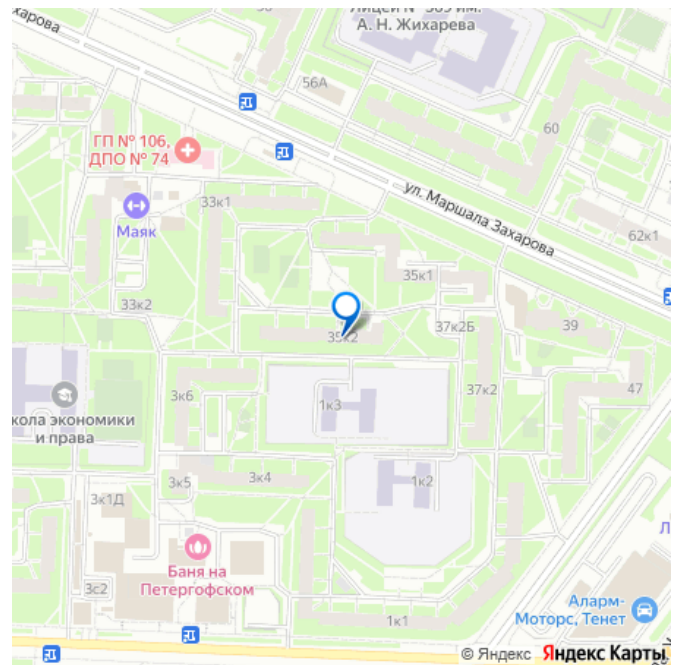 Лицей № 369 им.
А. Н. Жихарева
харова
56А
60
ГП № 106,
ДПО № 74
ул. Маршала Захарова
33к1
Маяк
62к1
35к1
33к2
37к2Б
39
35к2
3к6
37к2
47
1к3
кола экономики
и права
3к5
3к4
1к2
3к1Д
Л
Баня на
Петергофском
3с2
Аларм-
Моторс, Тенет
1к1
© Яндекс Яндекс Карты